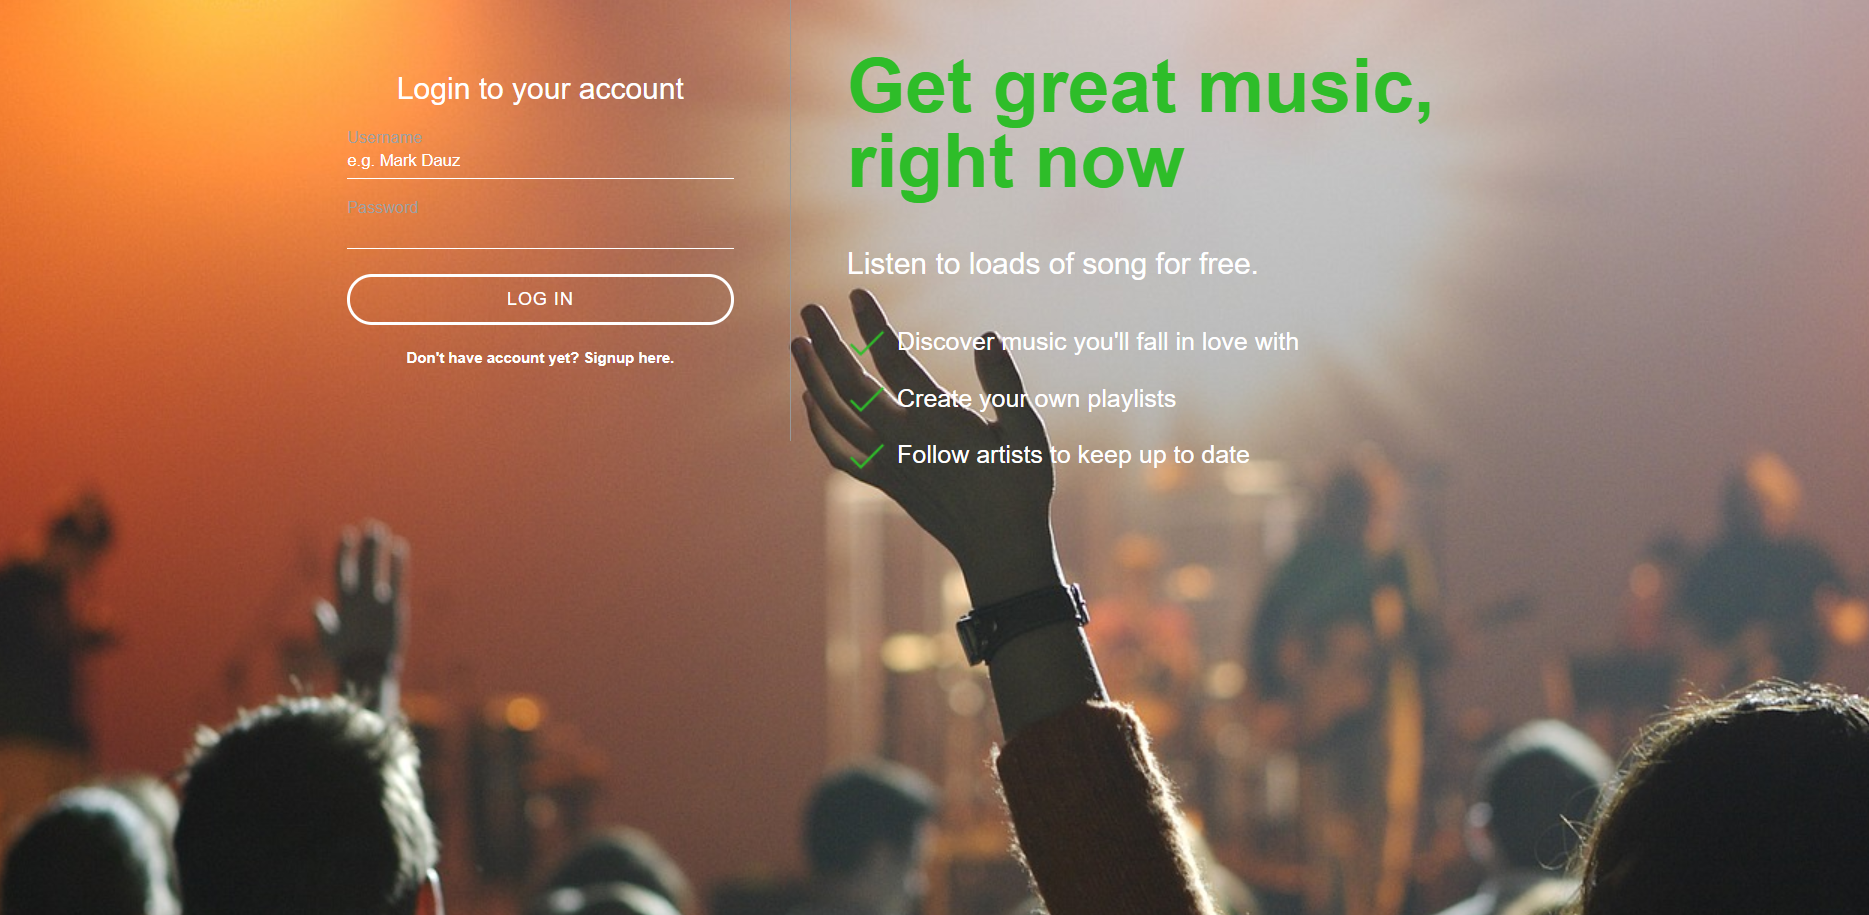 Login to your account
Username
e.g. Mark Dauz
Password
LOG IN
Don't have account yet? Signup here.
Get great music,
right now
Listen to loads of song for free.
Discover music you'll fall in love with
Create your own playlists
Follow artists to keep up to date